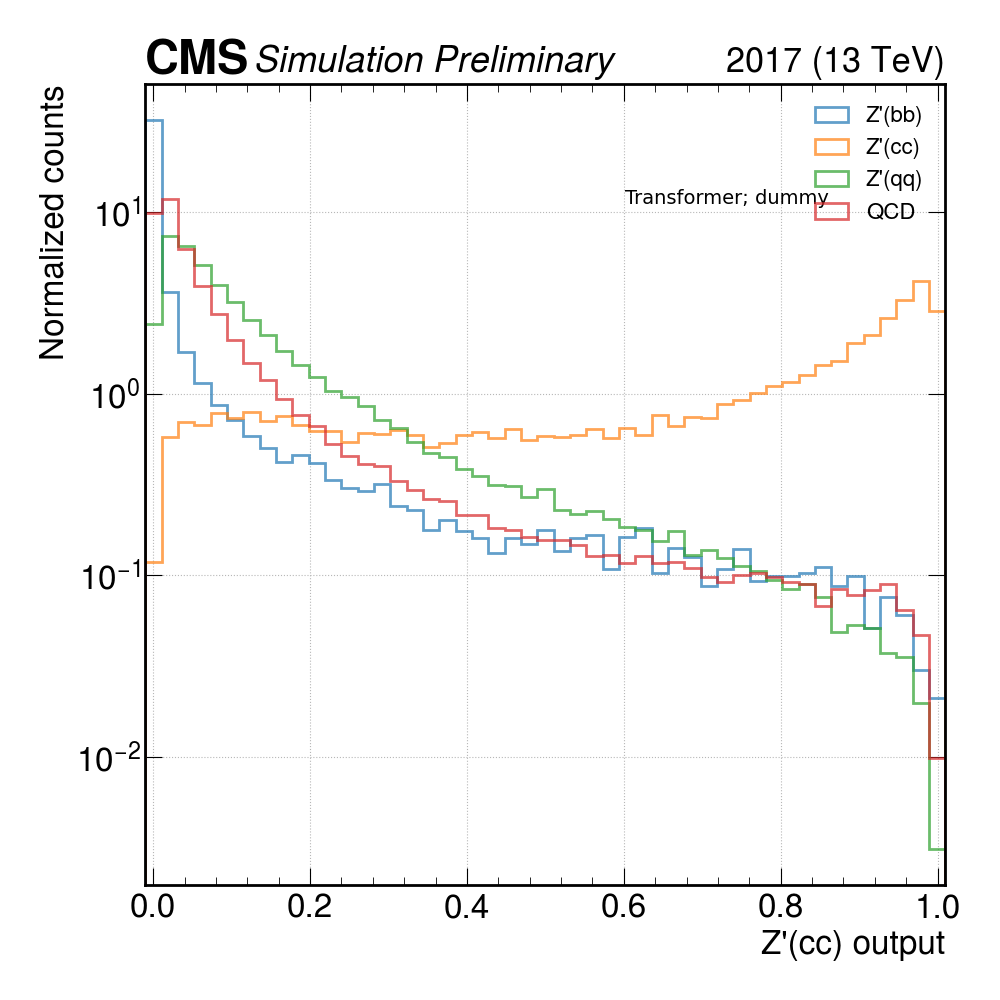 CMS Simulation Preliminary 2017 (13 TeV)
Normalized counts
Z'(bb)
Z'(cc)
Z'(qq)
QCD
Transformer; dummy
10¹
10⁰
10⁻¹
10⁻²
0.0 0.2 0.4 0.6 0.8 1.0
Z'(cc) output